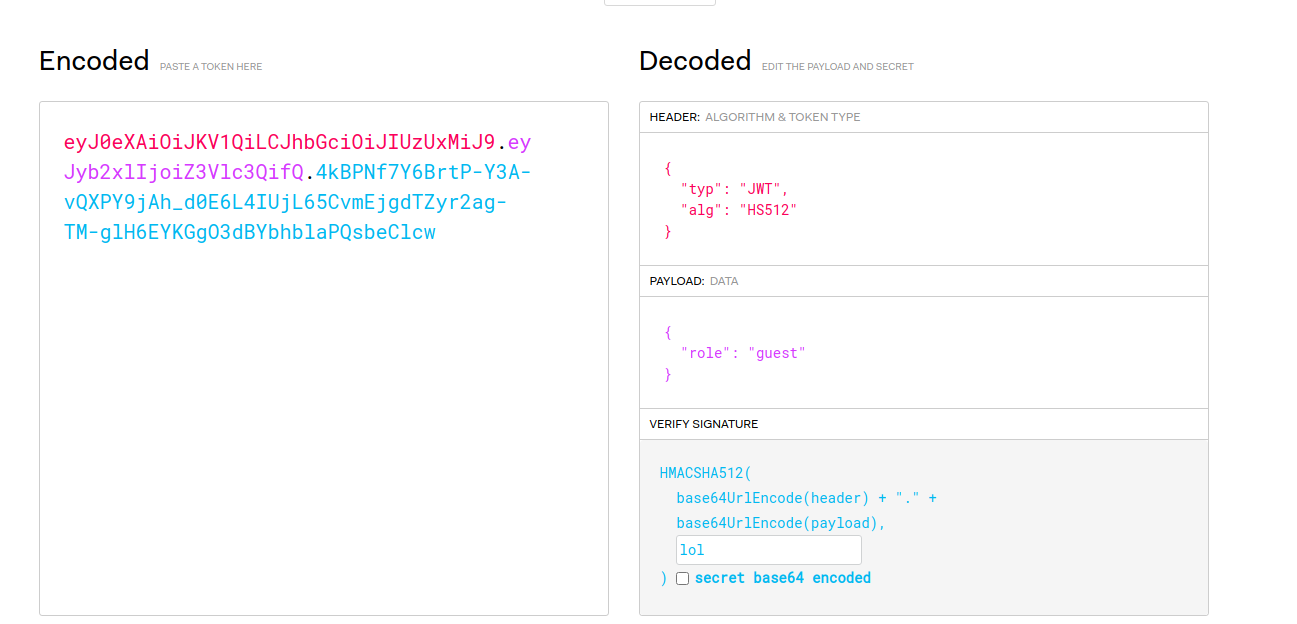 Encoded PASTE A TOKEN HERE
eyJ0eXAiOiJKV1QiLCJhbGciOiJIUzUxMiJ9.ey
Jyb2xlIjoiZ3Vlc3QifQ.4kBPNf7Y6BrtP-Y3A-
vQXPY9jAh_d0E6L4IUjL65CvmEjgdTZyr2ag-
TM-glH6EYKGgO3dBYbhblaPQsbeClcw
Decoded EDIT THE PAYLOAD AND SECRET
HEADER: ALGORITHM & TOKEN TYPE
{
"typ": "JWT",
"alg": "HS512"
}
PAYLOAD: DATA
{
"role": "guest"
}
VERIFY SIGNATURE
HMACSHA512(
base64UrlEncode(header) + "." +
base64UrlEncode(payload),
lol
) secret base64 encoded